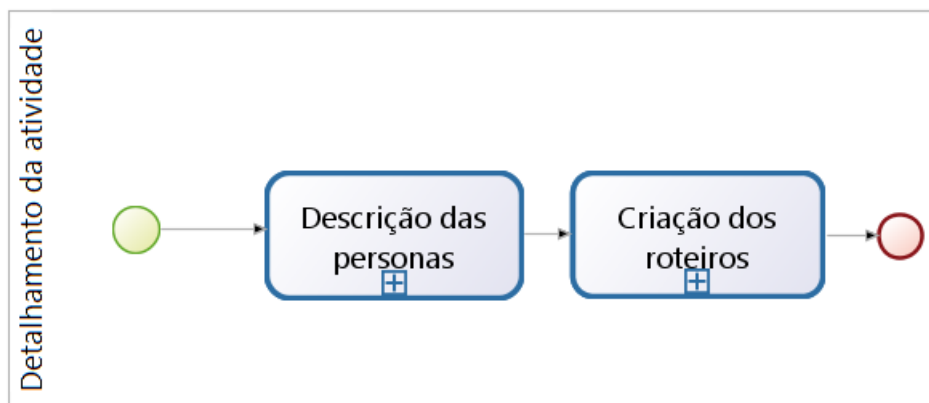 Detalhamento da atividade
Descrição das
personas
Criação dos
roteiros